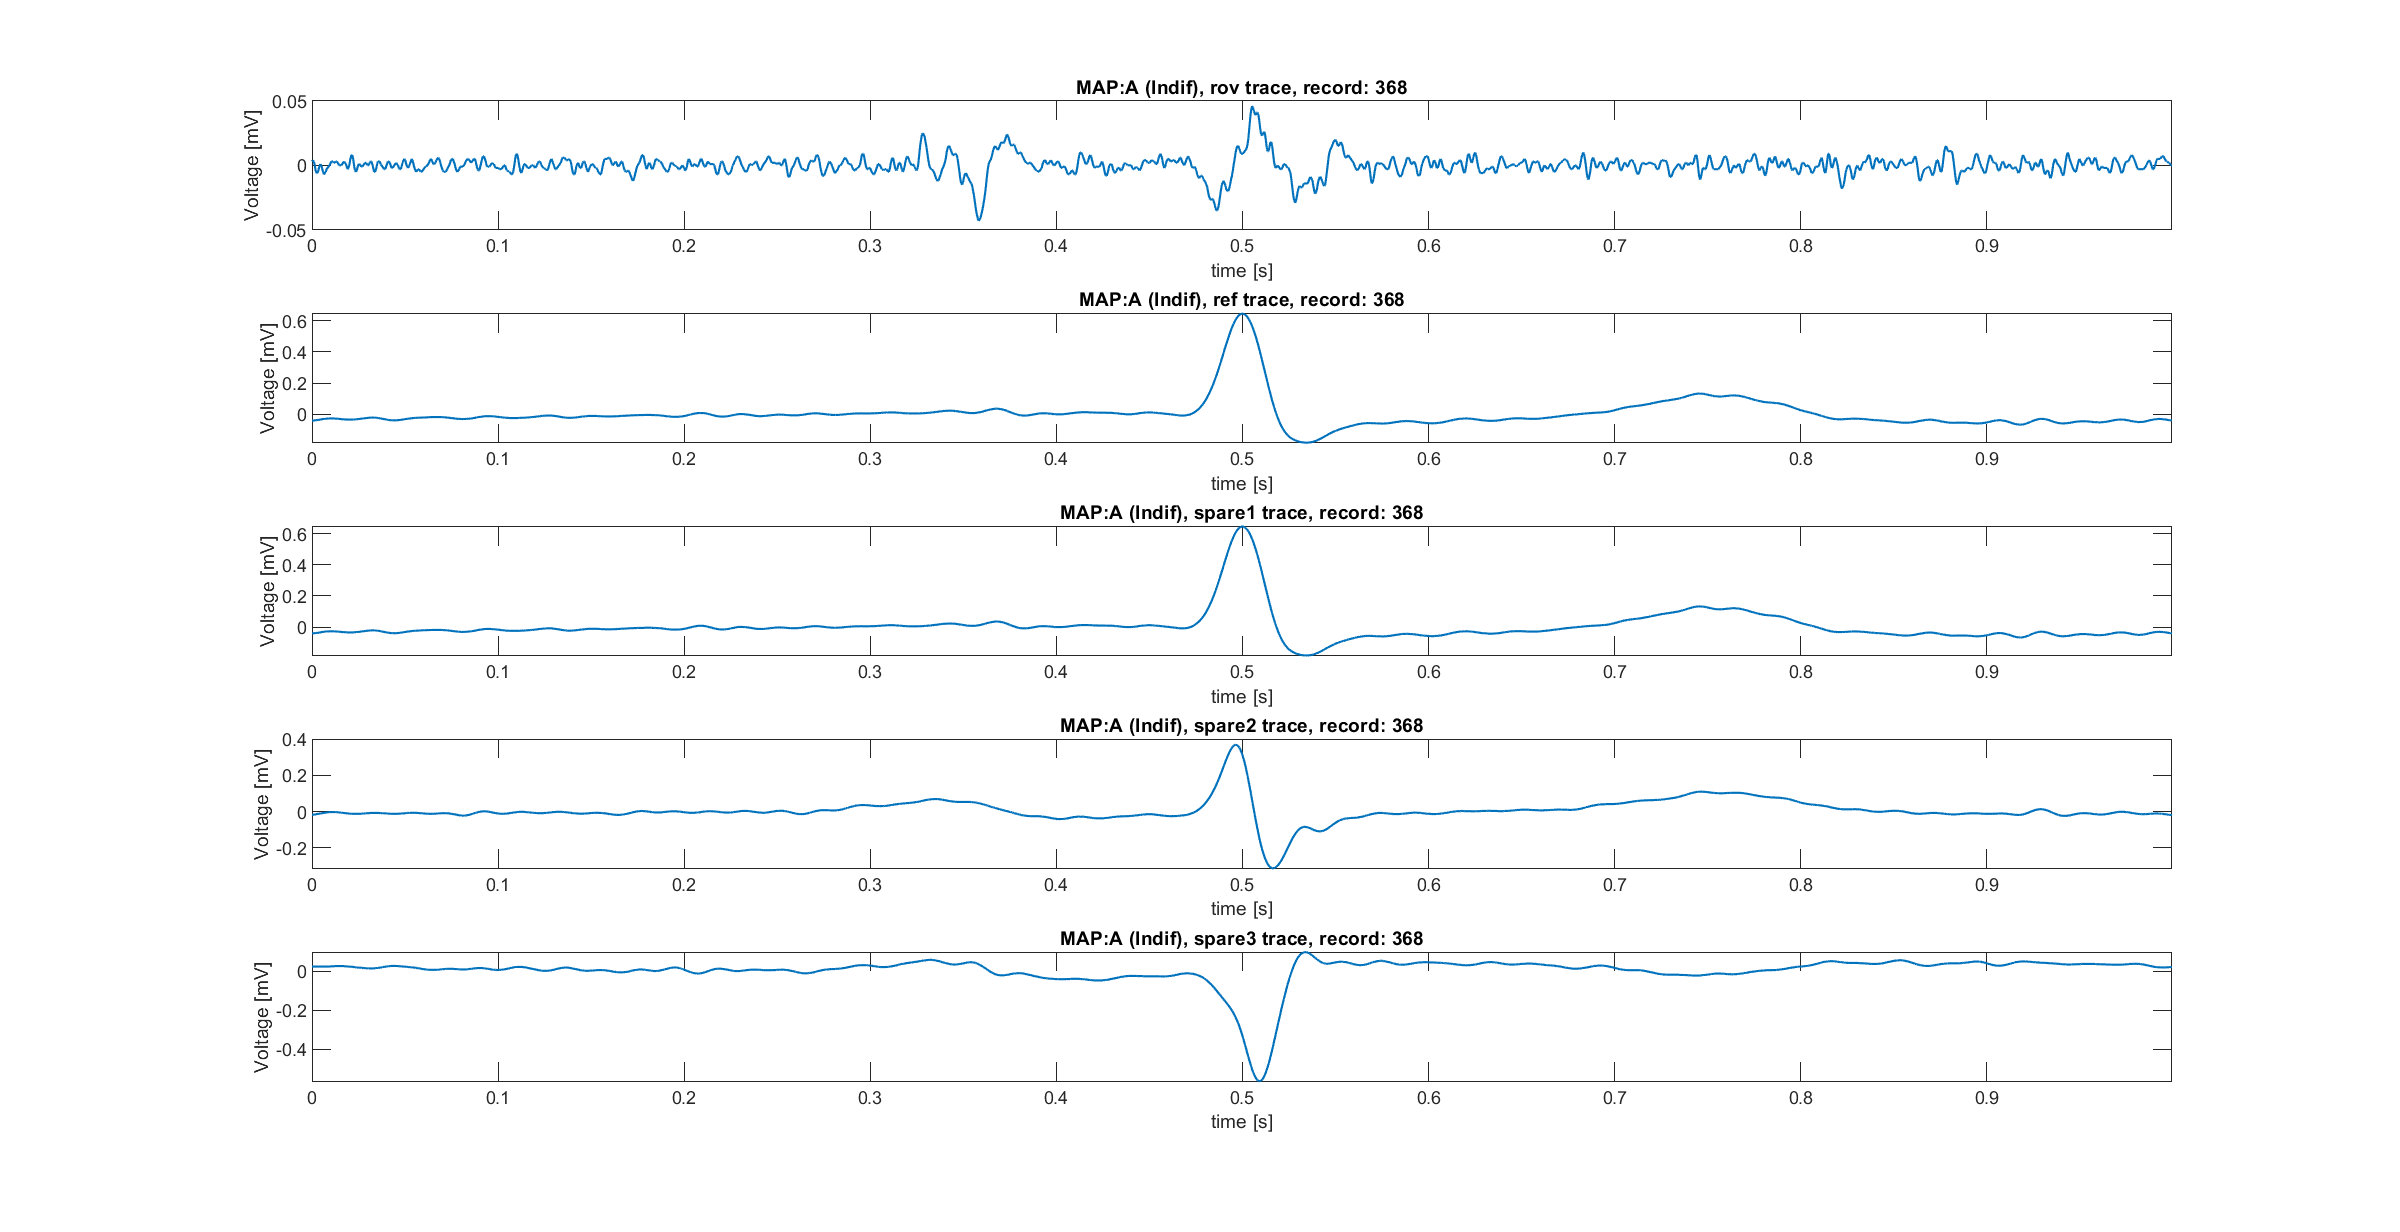 MAP:A (Indif), rov trace, record: 368
Voltage [mV]
0.05
0
-0.05
0 0.1 0.2 0.3 0.4 0.5 0.6 0.7 0.8 0.9
time [s]
MAP:A (Indif), ref trace, record: 368
Voltage [mV]
0.6
0.4
0.2
0
0 0.1 0.2 0.3 0.4 0.5 0.6 0.7 0.8 0.9
time [s]
MAP:A (Indif), spare1 trace, record: 368
Voltage [mV]
0.6
0.4
0.2
0
0 0.1 0.2 0.3 0.4 0.5 0.6 0.7 0.8 0.9
time [s]
MAP:A (Indif), spare2 trace, record: 368
Voltage [mV]
0.4
0.2
0
-0.2
0 0.1 0.2 0.3 0.4 0.5 0.6 0.7 0.8 0.9
time [s]
MAP:A (Indif), spare3 trace, record: 368
Voltage [mV]
0
-0.2
-0.4
0 0.1 0.2 0.3 0.4 0.5 0.6 0.7 0.8 0.9
time [s]